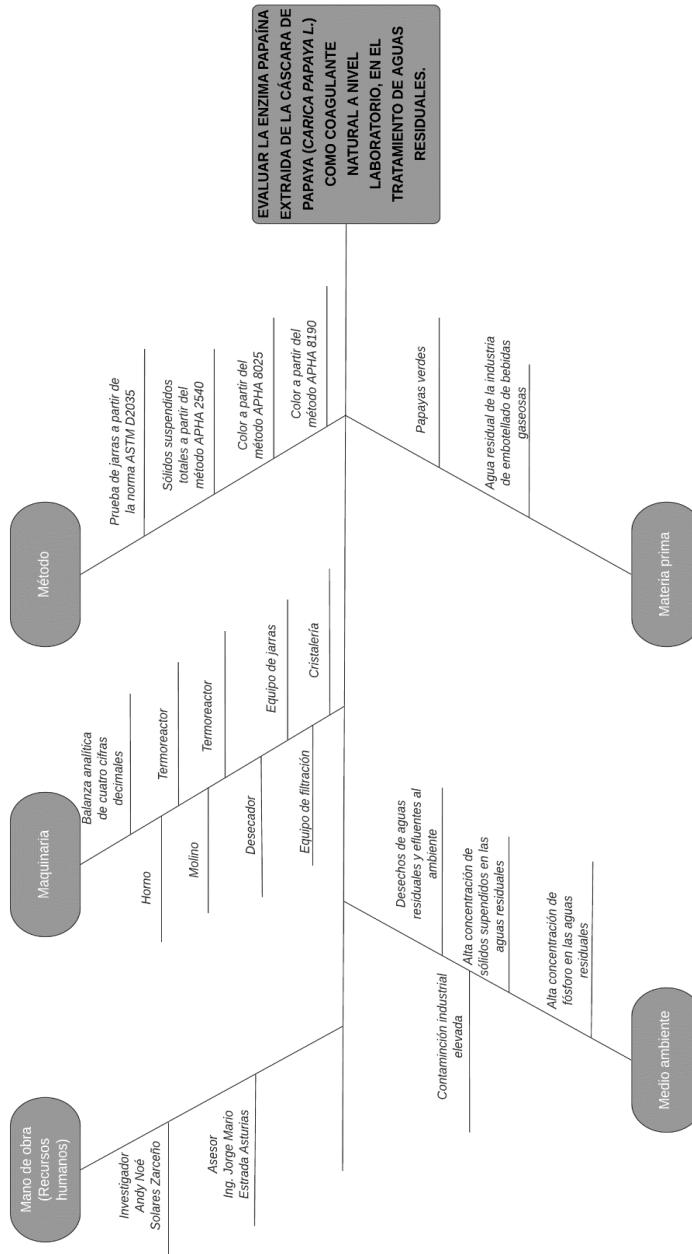 Mano de obra
(Recursos
humanos)
Investigador
Andy Noé
Solares Zarceño
Asesor
Ing. Jorge Mario
Estrada Asturias
Maquinaria
Balanza analítica
de cuatro cifras
decimales
Termoreactor
Termoreactor
Equipo de jarras
Cristalería
Horno
Molino
Desecador
Equipo de filtración
Método
Prueba de jarras a partir de
la norma ASTM D2035
Sólidos suspendidos
totales a partir del
método APHA 2540
Color a partir del
método APHA 8025
Color a partir del
método APHA 8190
EVALUAR LA ENZIMA PAPAÍNA
EXTRAIDA DE LA CÁSCARA DE
PAPAYA (CARICA PAPAYA L.)
COMO COAGULANTE
NATURAL A NIVEL
LABORATORIO, EN EL
TRATAMIENTO DE AGUAS
RESIDUALES.
Desechos de aguas
residuales y efluentes al
ambiente
Contaminción industrial
elevada
Alta concentración de
sólidos supendidos en las
aguas residuales
Alta concentración de
fósforo en las aguas
residuales
Medio ambiente
Papayas verdes
Agua residual de la industria
de embotellado de bebidas
gaseosas
Materia prima